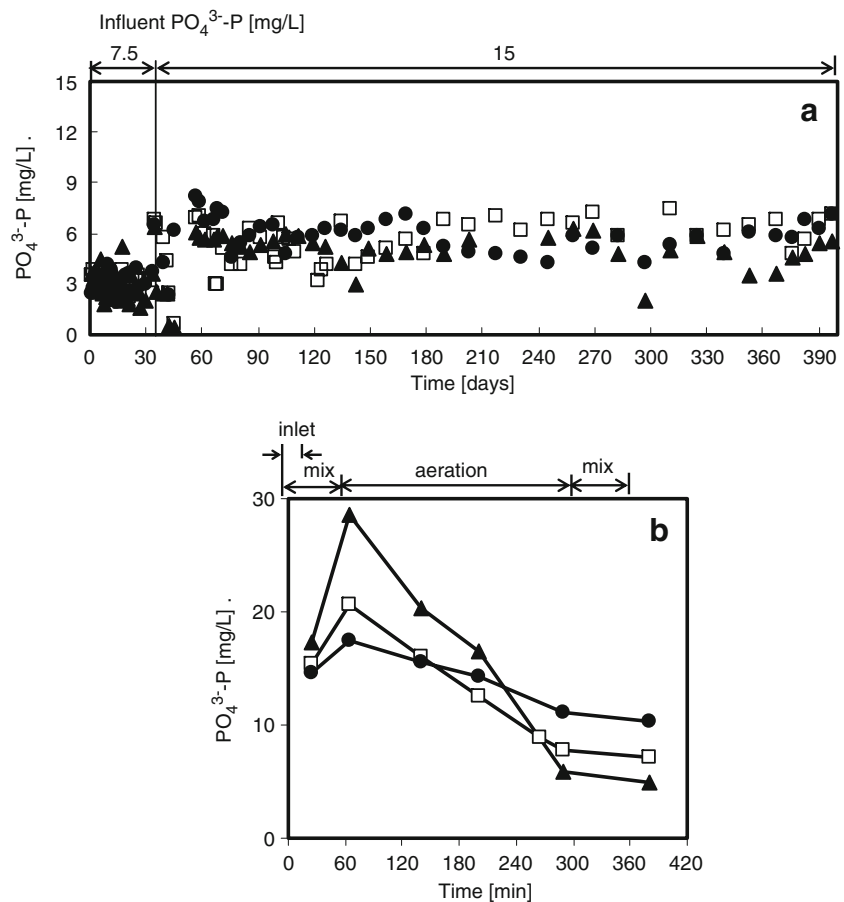 Influent PO₄³⁻-P [mg/L]
7.5 15
a
15
12
9
6
3
0
PO₄³⁻-P [mg/L] .
0 30 60 90 120 150 180 210 240 270 300 330 360 390
Time [days]
inlet
mix aeration mix
b
30
20
10
0
PO₄³⁻-P [mg/L] .
0 60 120 180 240 300 360 420
Time [min]